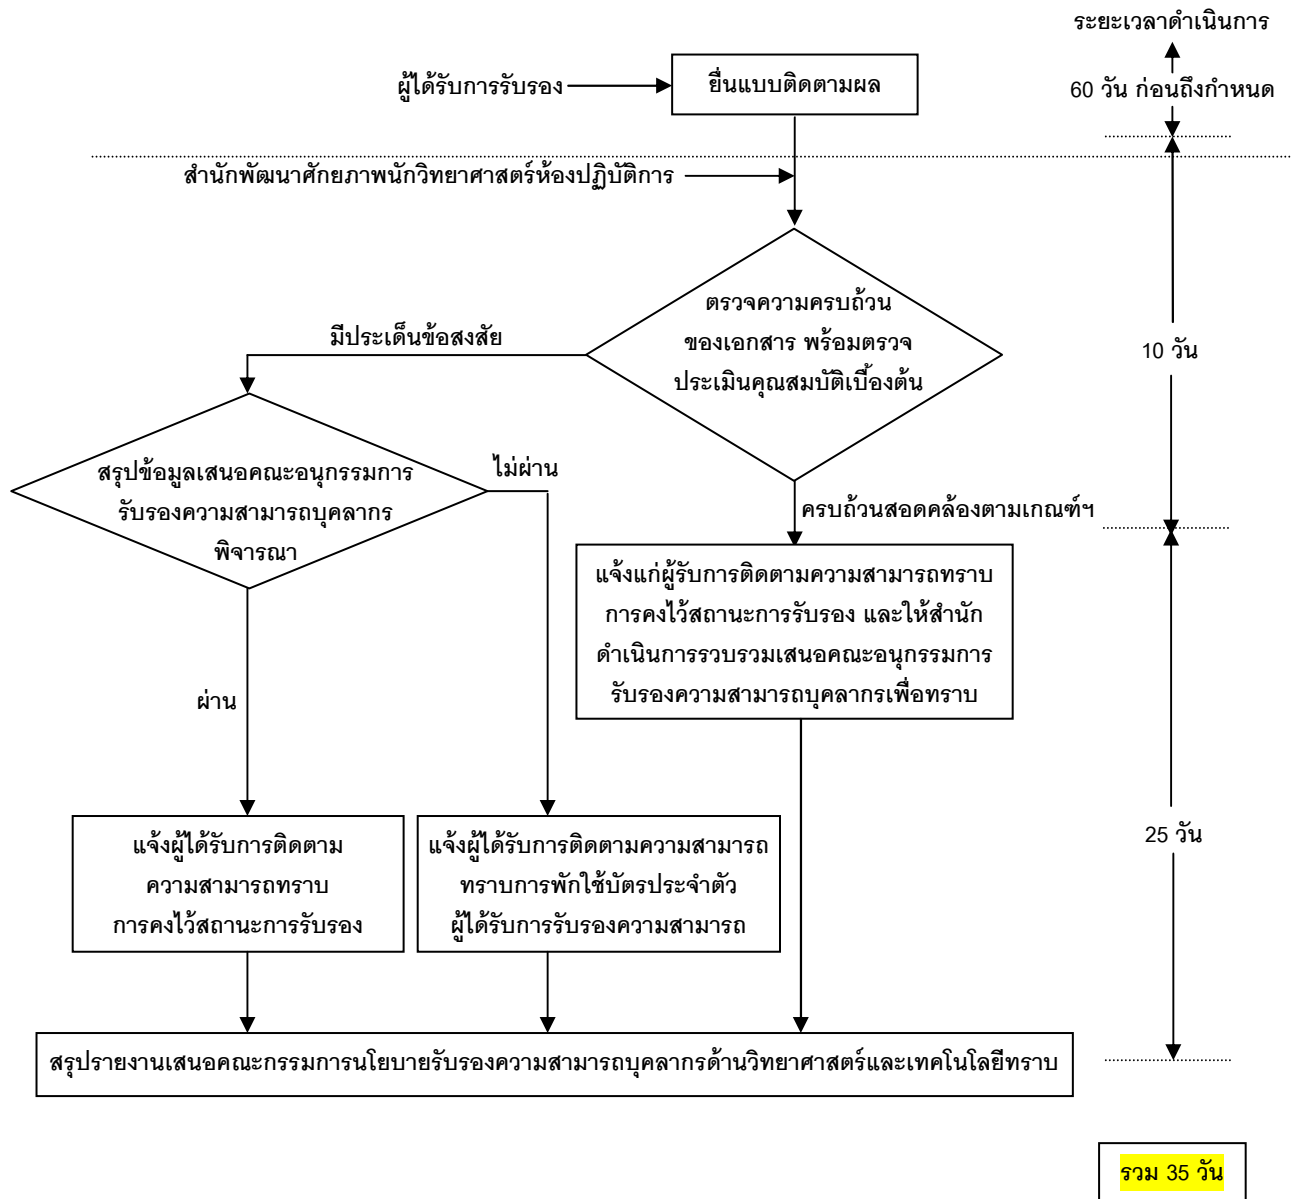 ระยะเวลาดำเนินการ
ผู้ได้รับการรับรอง
ยื่นแบบติดตามผล
60 วัน ก่อนถึงกำหนด
สำนักพัฒนาศักยภาพนักวิทยาศาสตร์ห้องปฏิบัติการ
ตรวจความครบถ้วน
ของเอกสาร พร้อมตรวจ
ประเมินคุณสมบัติเบื้องต้น
มีประเด็นข้อสงสัย
10 วัน
สรุปข้อมูลเสนอคณะอนุกรรมการ
รับรองความสามารถบุคลากร
พิจารณา
ไม่ผ่าน
ครบถ้วนสอดคล้องตามเกณฑ์ฯ
แจ้งแก่ผู้รับการติดตามความสามารถทราบ
การคงไว้สถานะการรับรอง และให้สำนัก
ดำเนินการรวบรวมเสนอคณะอนุกรรมการ
รับรองความสามารถบุคลากรเพื่อทราบ
ผ่าน
แจ้งผู้ได้รับการติดตาม
ความสามารถทราบ
การคงไว้สถานะการรับรอง
แจ้งผู้ได้รับการติดตามความสามารถ
ทราบการพักใช้บัตรประจำตัว
ผู้ได้รับการรับรองความสามารถ
25 วัน
สรุปรายงานเสนอคณะกรรมการนโยบายรับรองความสามารถบุคลากรด้านวิทยาศาสตร์และเทคโนโลยีทราบ
รวม 35 วัน